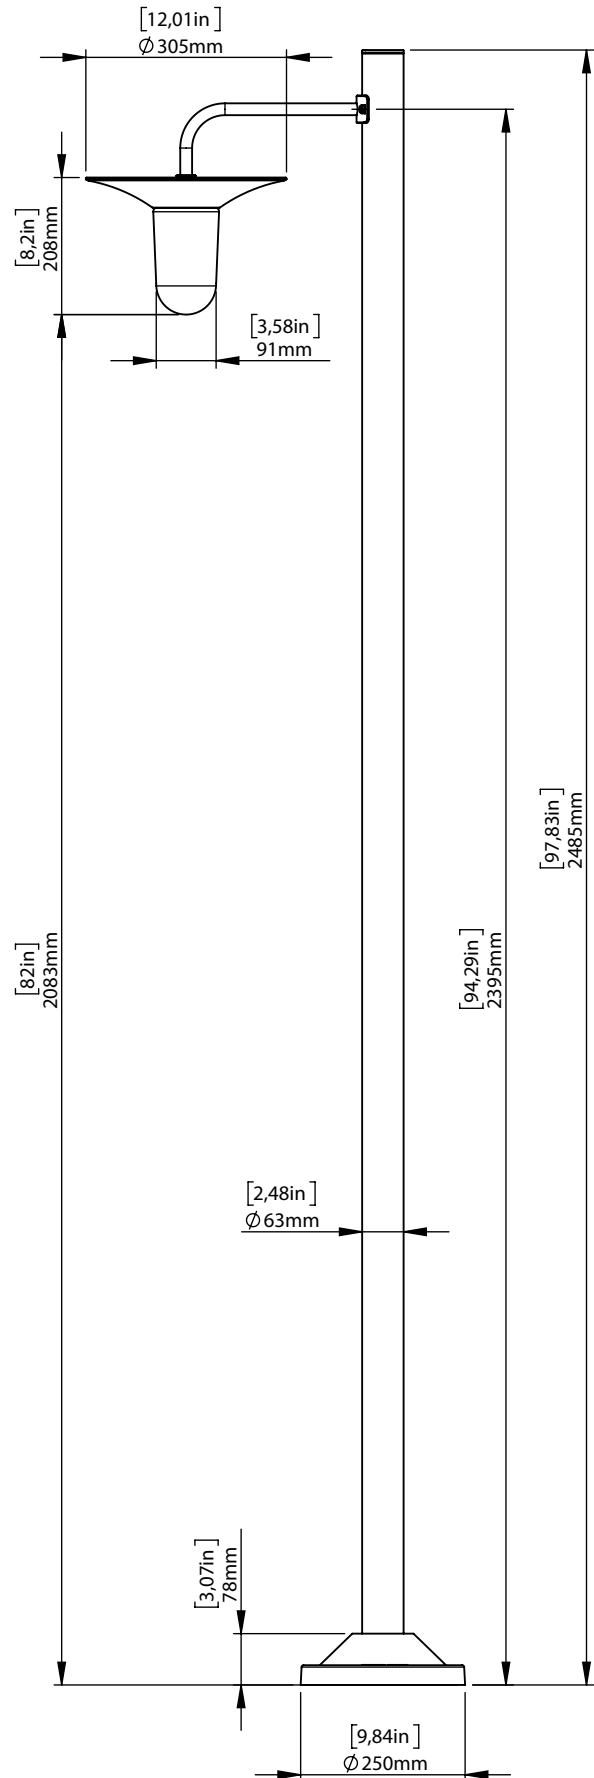 [12,01in]
Ø305mm
[8,2in]
208mm
[3,58in]
91mm
[97,83in]
2485mm
[82in]
2083mm
[94,29in]
2395mm
[2,48in]
Ø63mm
[3,07in]
78mm
[9,84in]
Ø250mm